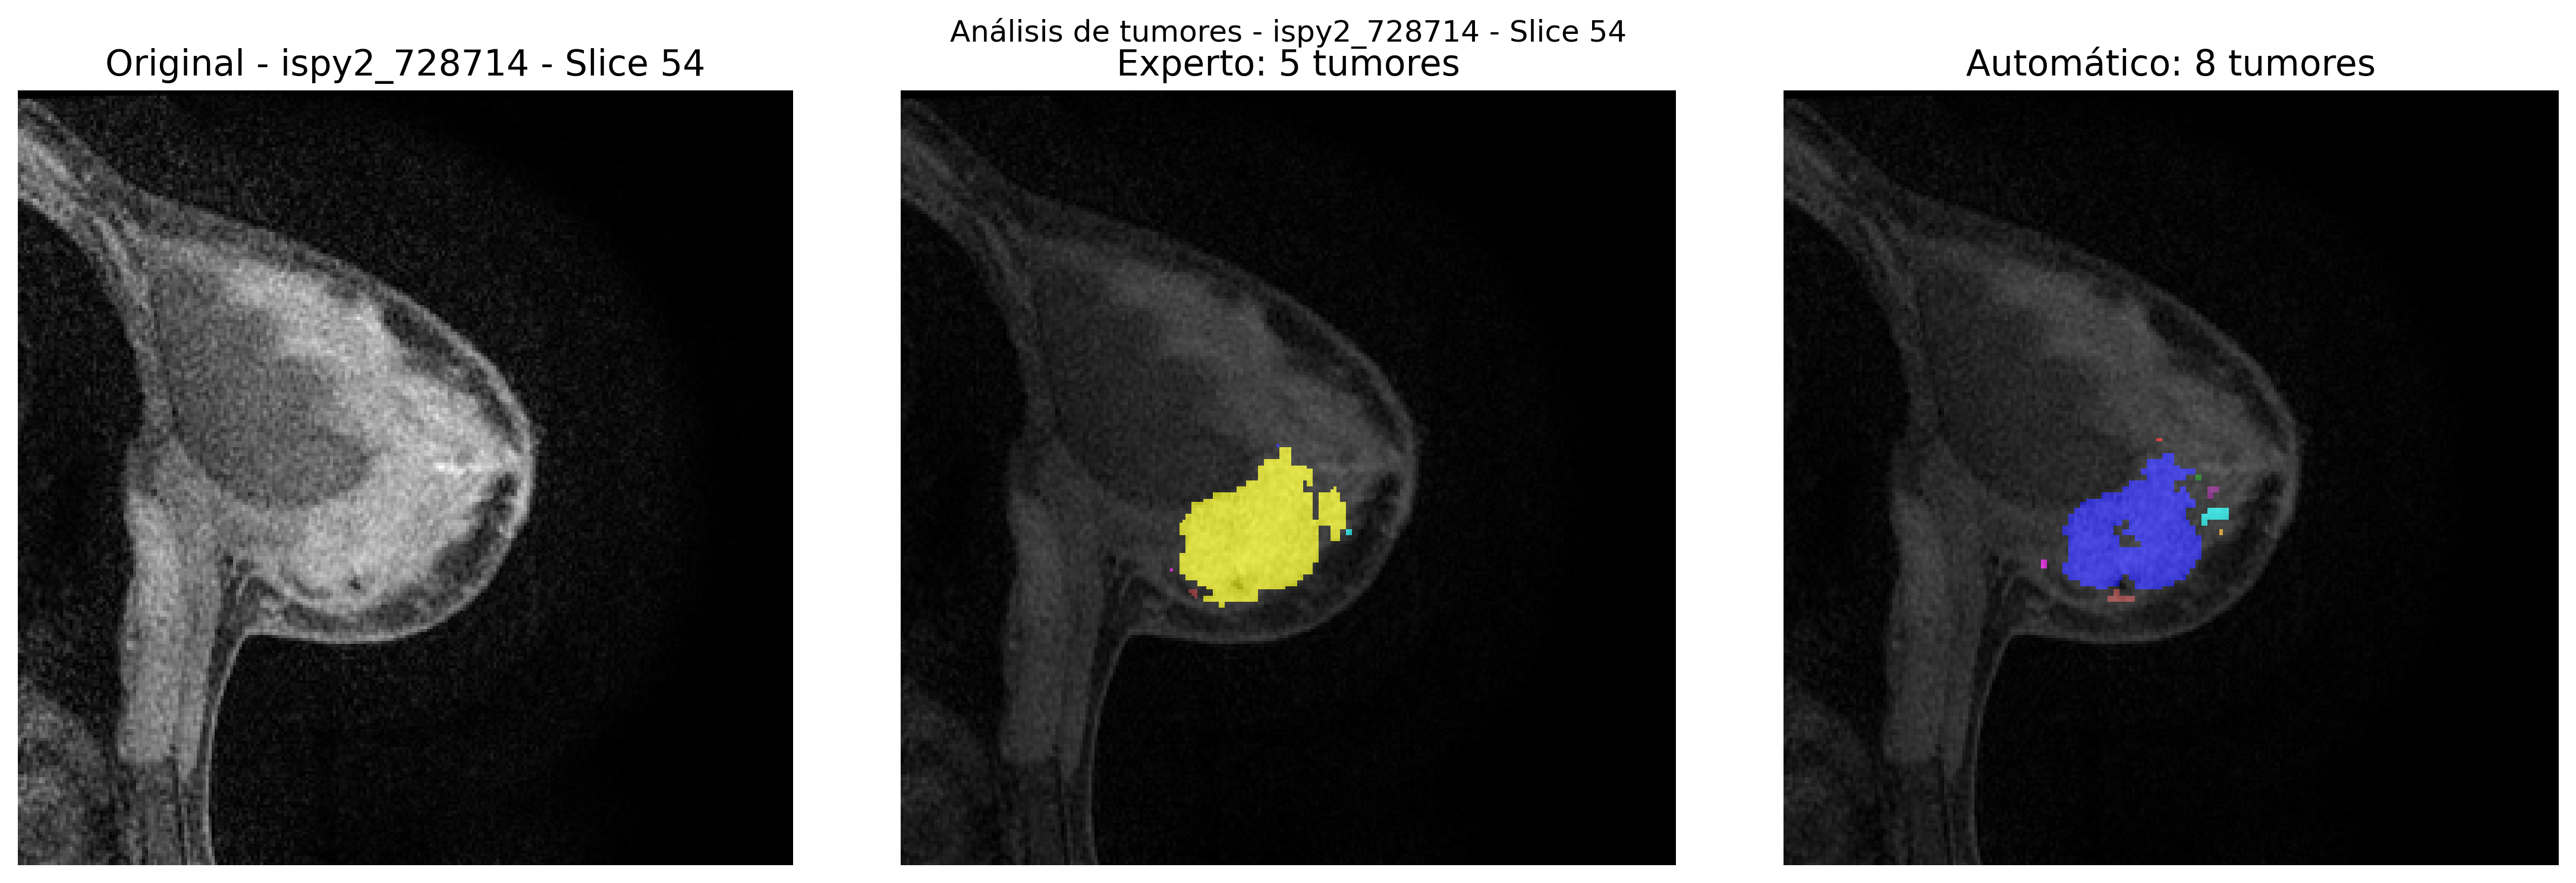 Análisis de tumores - ispy2_728714 - Slice 54
Original - ispy2_728714 - Slice 54
Experto: 5 tumores
Automático: 8 tumores